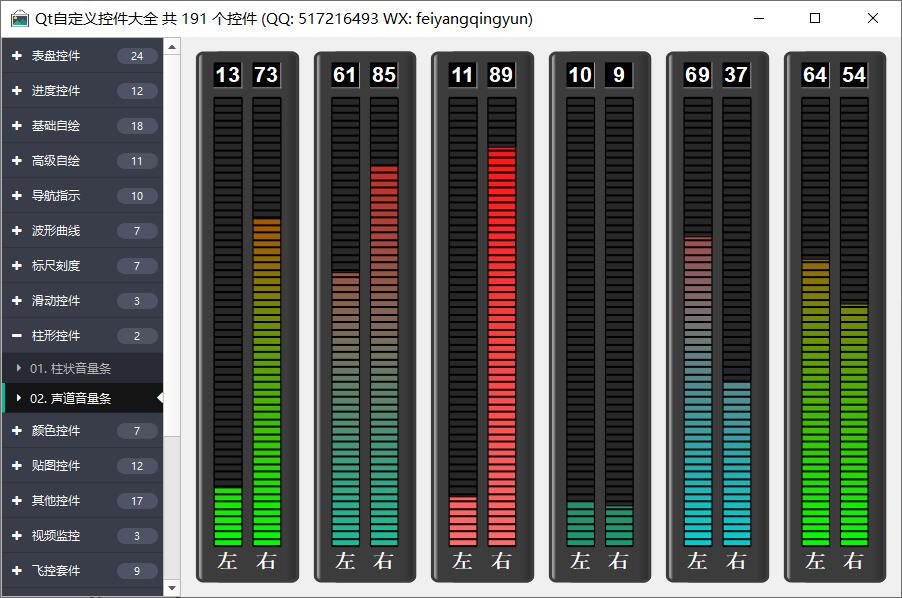 Qt自定义控件大全 共 191 个控件 (QQ: 517216493 WX: feiyangqingyun)
表盘控件 24
进度控件 12
基础自绘 18
高级自绘 11
导航指示 10
波形曲线 7
标尺刻度 7
滑动控件 3
柱形控件 2
01. 柱状音量条
02. 声道音量条
颜色控件 7
贴图控件 12
其他控件 17
视频监控 3
飞控套件 9
13 73 61 85 11 89 10 9 69 37 64 54
左 右 左 右 左 右 左 右 左 右 左 右